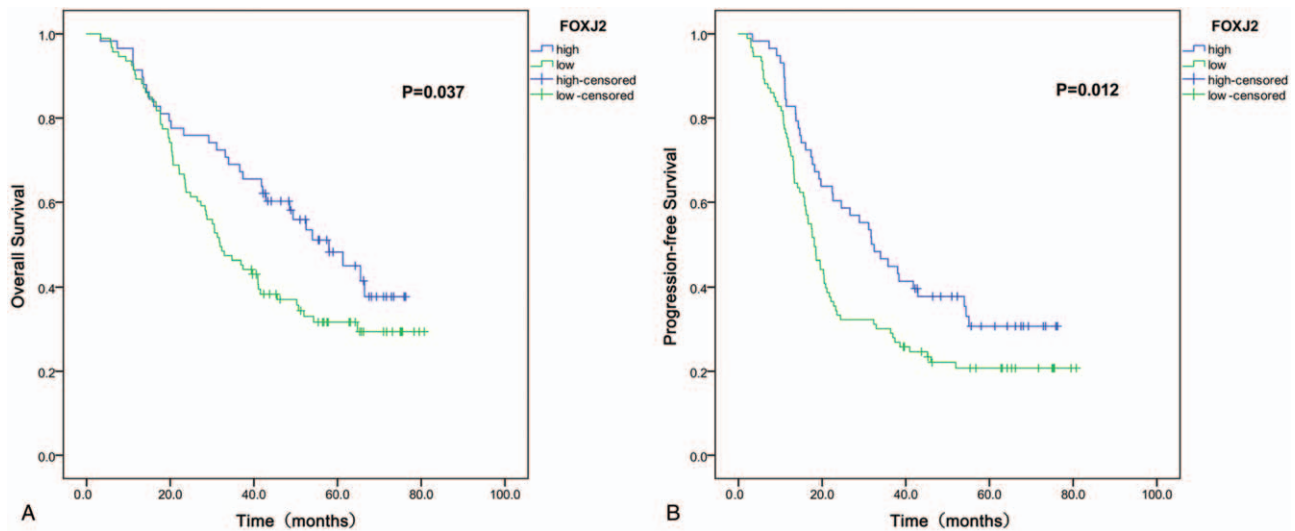 FOXJ2
high
low
high-censored
low-censored
P=0.037
Overall Survival
1.0
0.8
0.6
0.4
0.2
0.0
0.0 20.0 40.0 60.0 80.0 100.0
Time (months)
A
FOXJ2
high
low
high-censored
low-censored
P=0.012
Progression-free Survival
1.0
0.8
0.6
0.4
0.2
0.0
0.0 20.0 40.0 60.0 80.0 100.0
Time (months)
B